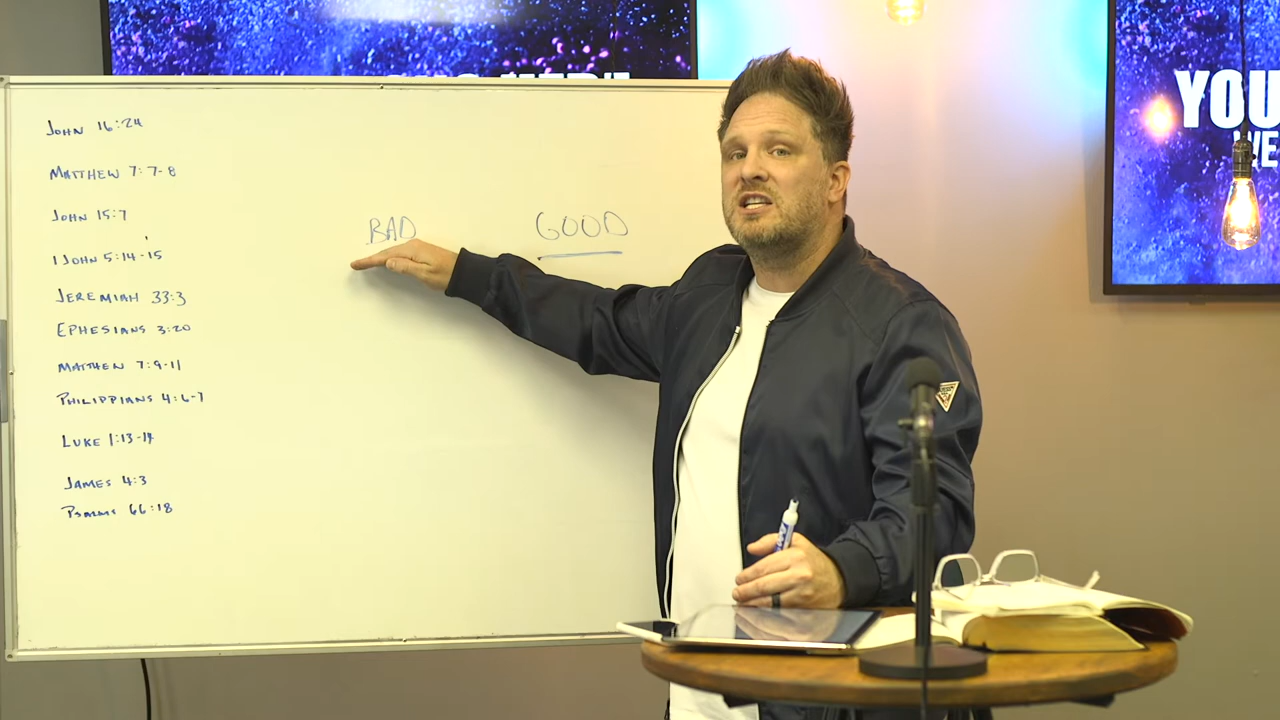 John 16:24
Matthew 7:7-8
John 15:7
1 John 5:14-15
Jeremiah 33:3
Ephesians 3:20
Matthew 7:9-11
Philippians 4:6-7
Luke 1:13-14
James 4:3
Psalms 66:18
BAD
GOOD
YOU
WE